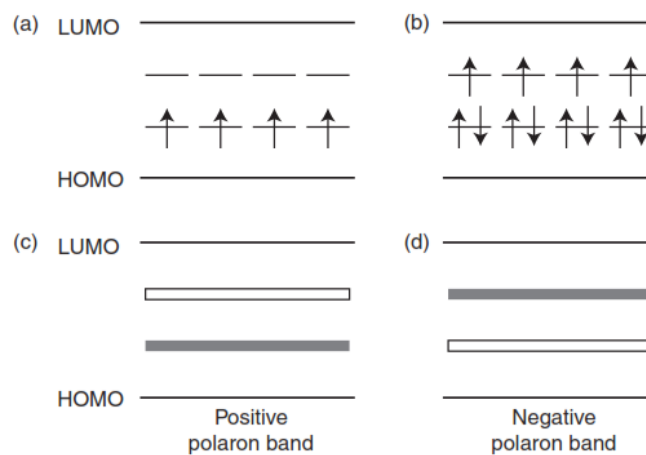 (a) LUMO
(b)
HOMO
(c) LUMO
(d)
HOMO
Positive
polaron band
Negative
polaron band